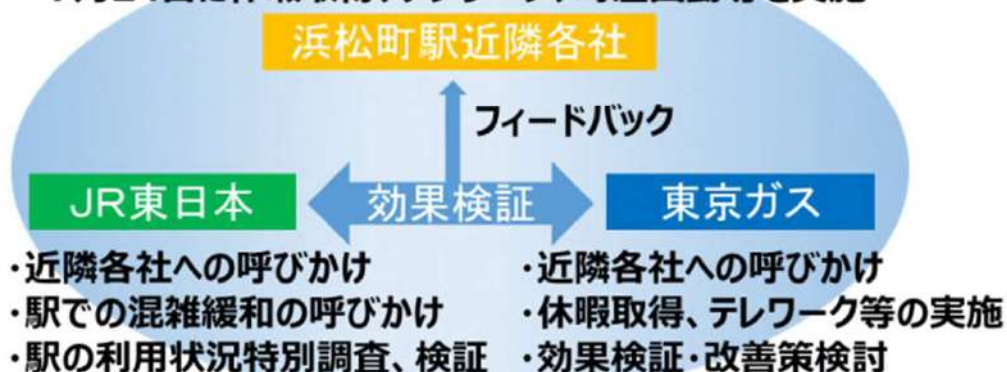 浜松町駅近隣各社
フィードバック
JR東日本
効果検証
東京ガス
・近隣各社への呼びかけ
・駅での混雑緩和の呼びかけ
・駅の利用状況特別調査、検証
・近隣各社への呼びかけ
・休暇取得、テレワーク等の実施
・効果検証・改善策検討